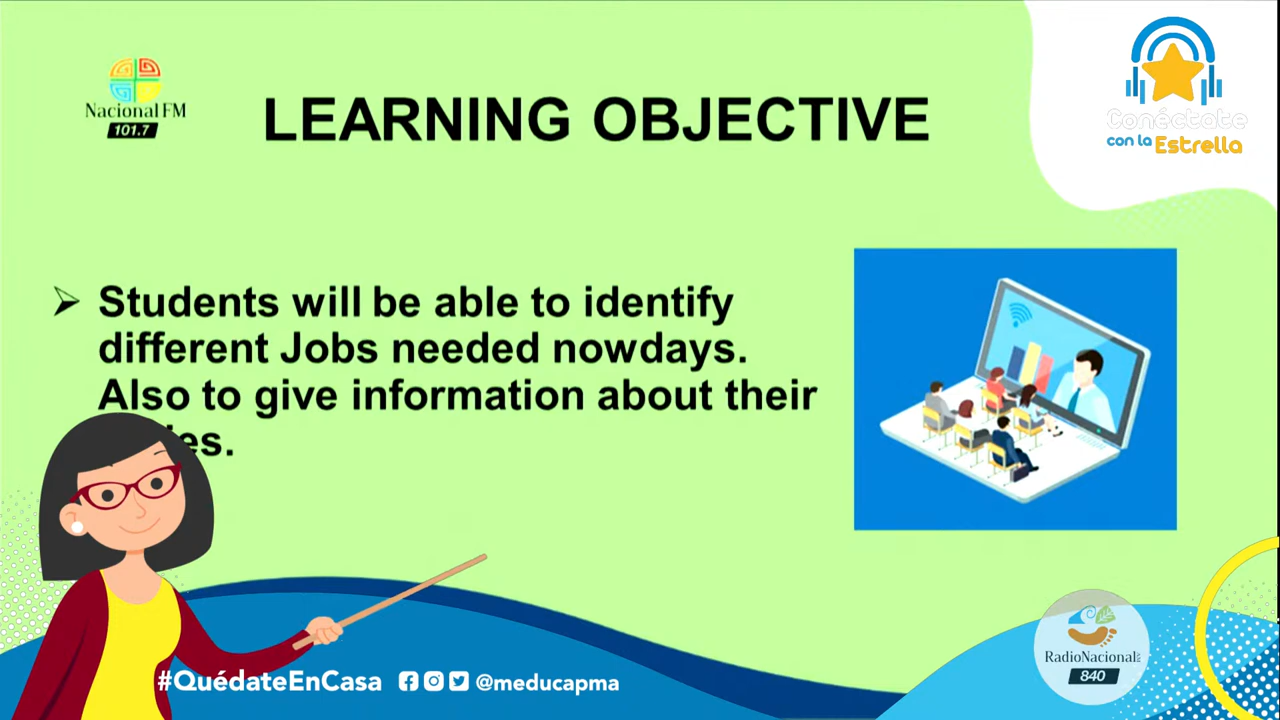 Nacional FM
101.7
LEARNING OBJECTIVE
Conéctate
con la Estrella
Students will be able to identify
different Jobs needed nowdays.
Also to give information about their
#QuédateEnCasa @meducapma
RadioNacional
840